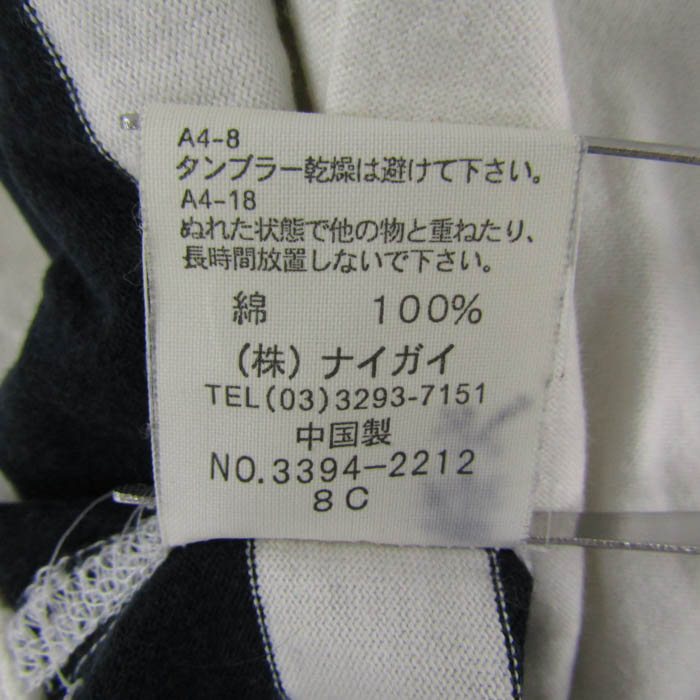 A4-8
タンブラー乾燥は避けて下さい。
A4-18
ぬれた状態で他の物と重ねたり、
長時間放置しないで下さい。
綿 100%
(株) ナイガイ
TEL(03)3293-7151
中国製
NO.3394-2212
8C